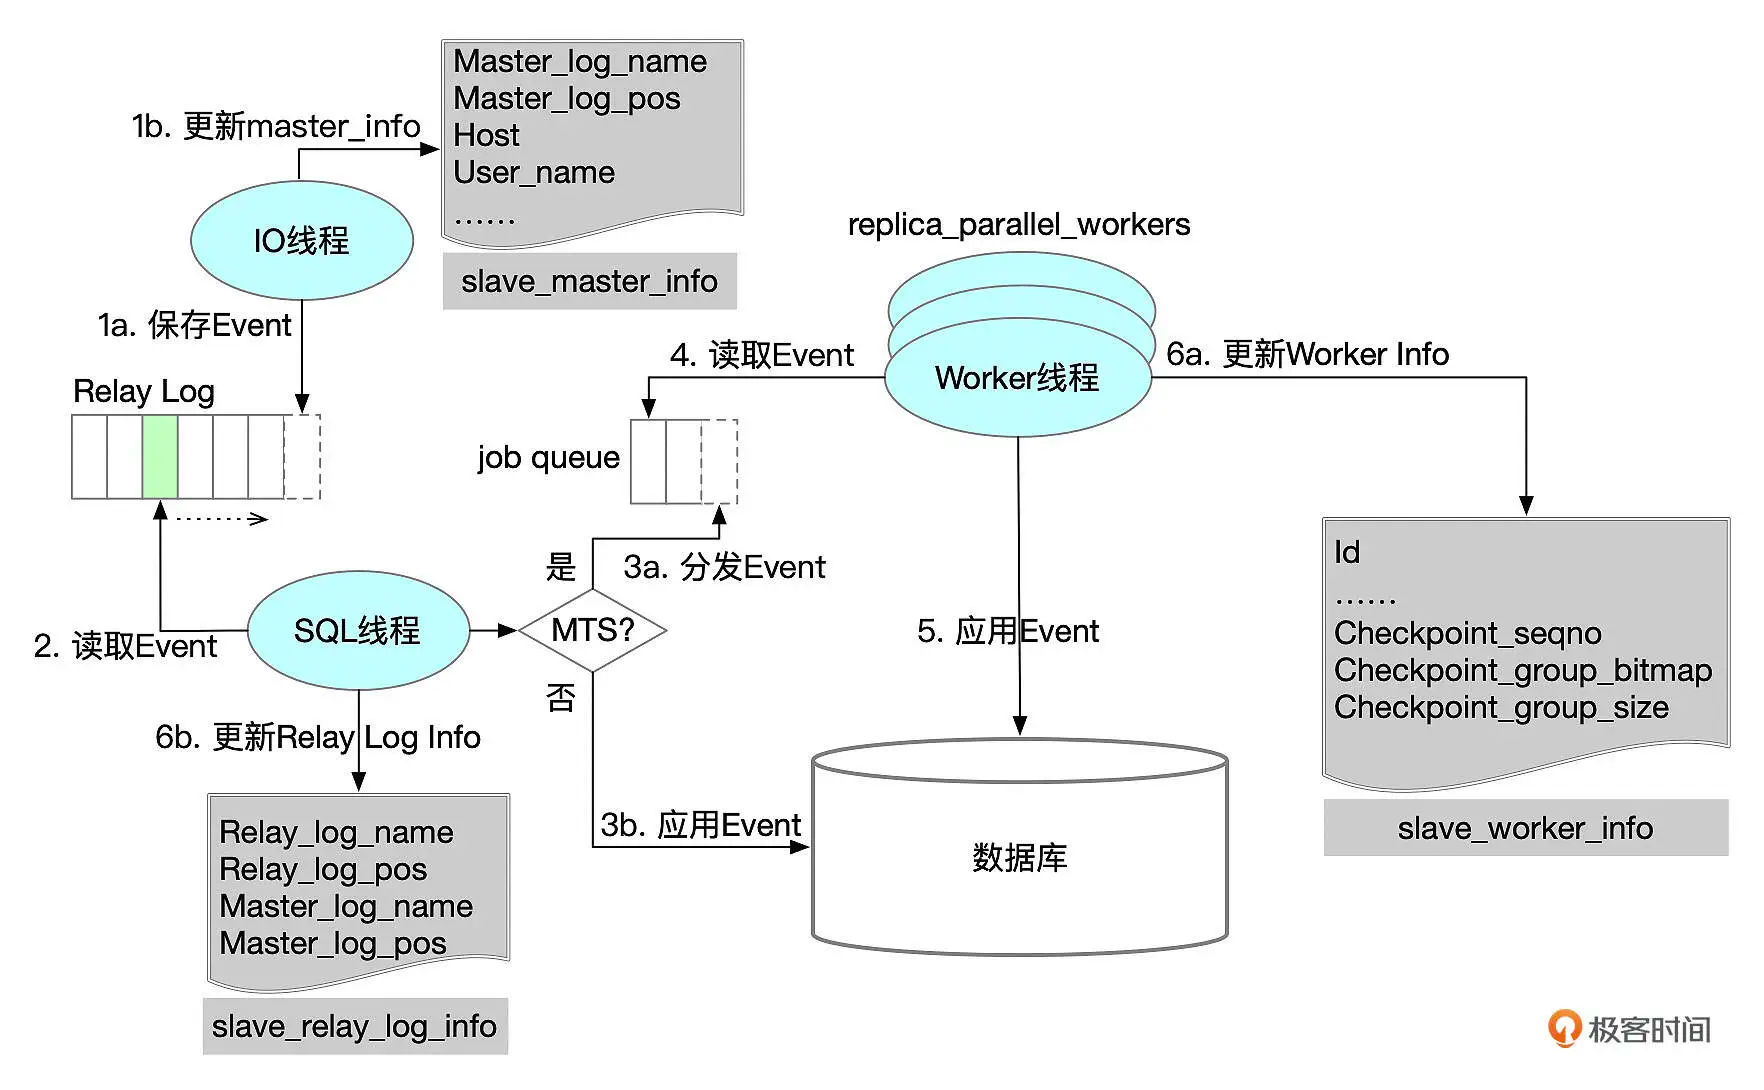 Master_log_name
Master_log_pos
Host
User_name
......
1b. 更新master_info
IO线程
slave_master_info
1a. 保存Event
Relay Log
replica_parallel_workers
4. 读取Event
Worker线程
6a. 更新Worker Info
job queue
是
3a. 分发Event
SQL线程
MTS?
2. 读取Event
否
5. 应用Event
Id
......
Checkpoint_seqno
Checkpoint_group_bitmap
Checkpoint_group_size
slave_worker_info
6b. 更新Relay Log Info
3b. 应用Event
数据库
Relay_log_name
Relay_log_pos
Master_log_name
Master_log_pos
slave_relay_log_info
极客时间